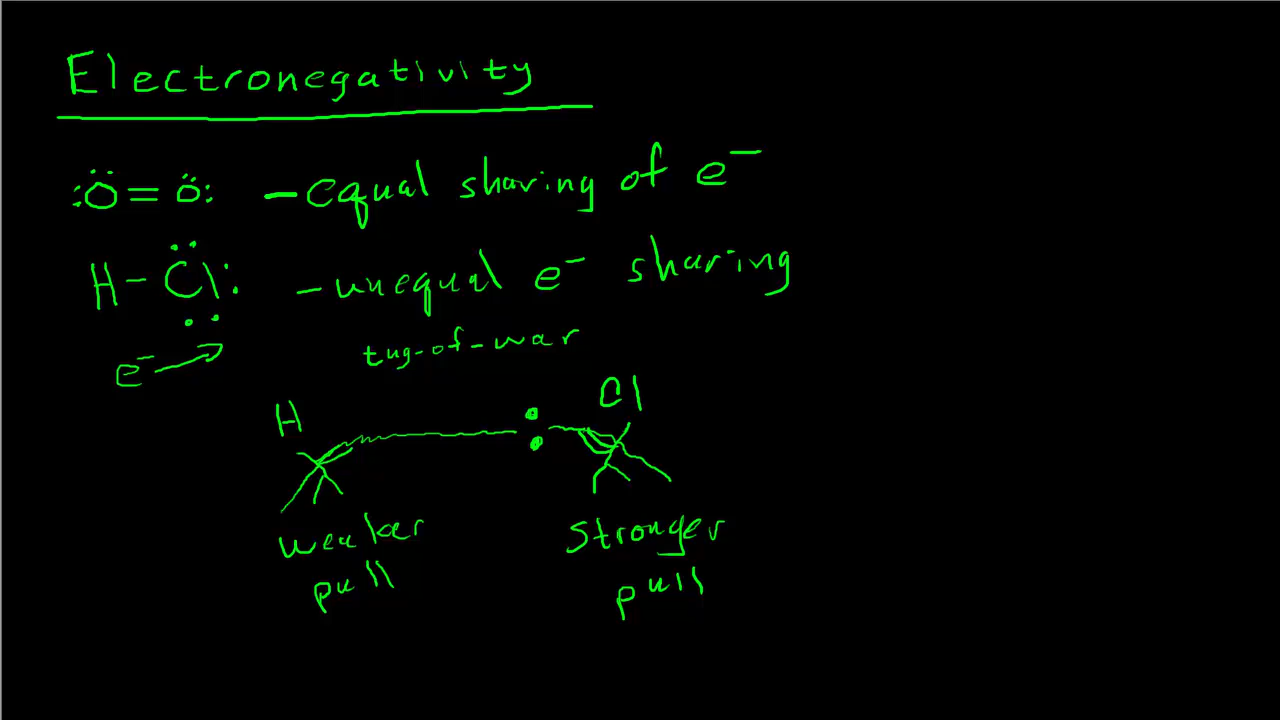 Electronegativity
:Ö=Ö: - equal sharing of e⁻
H-Cl: - unequal e⁻ sharing
e⁻ → tug-of-war
H : Cl
weaker stronger
pull pull